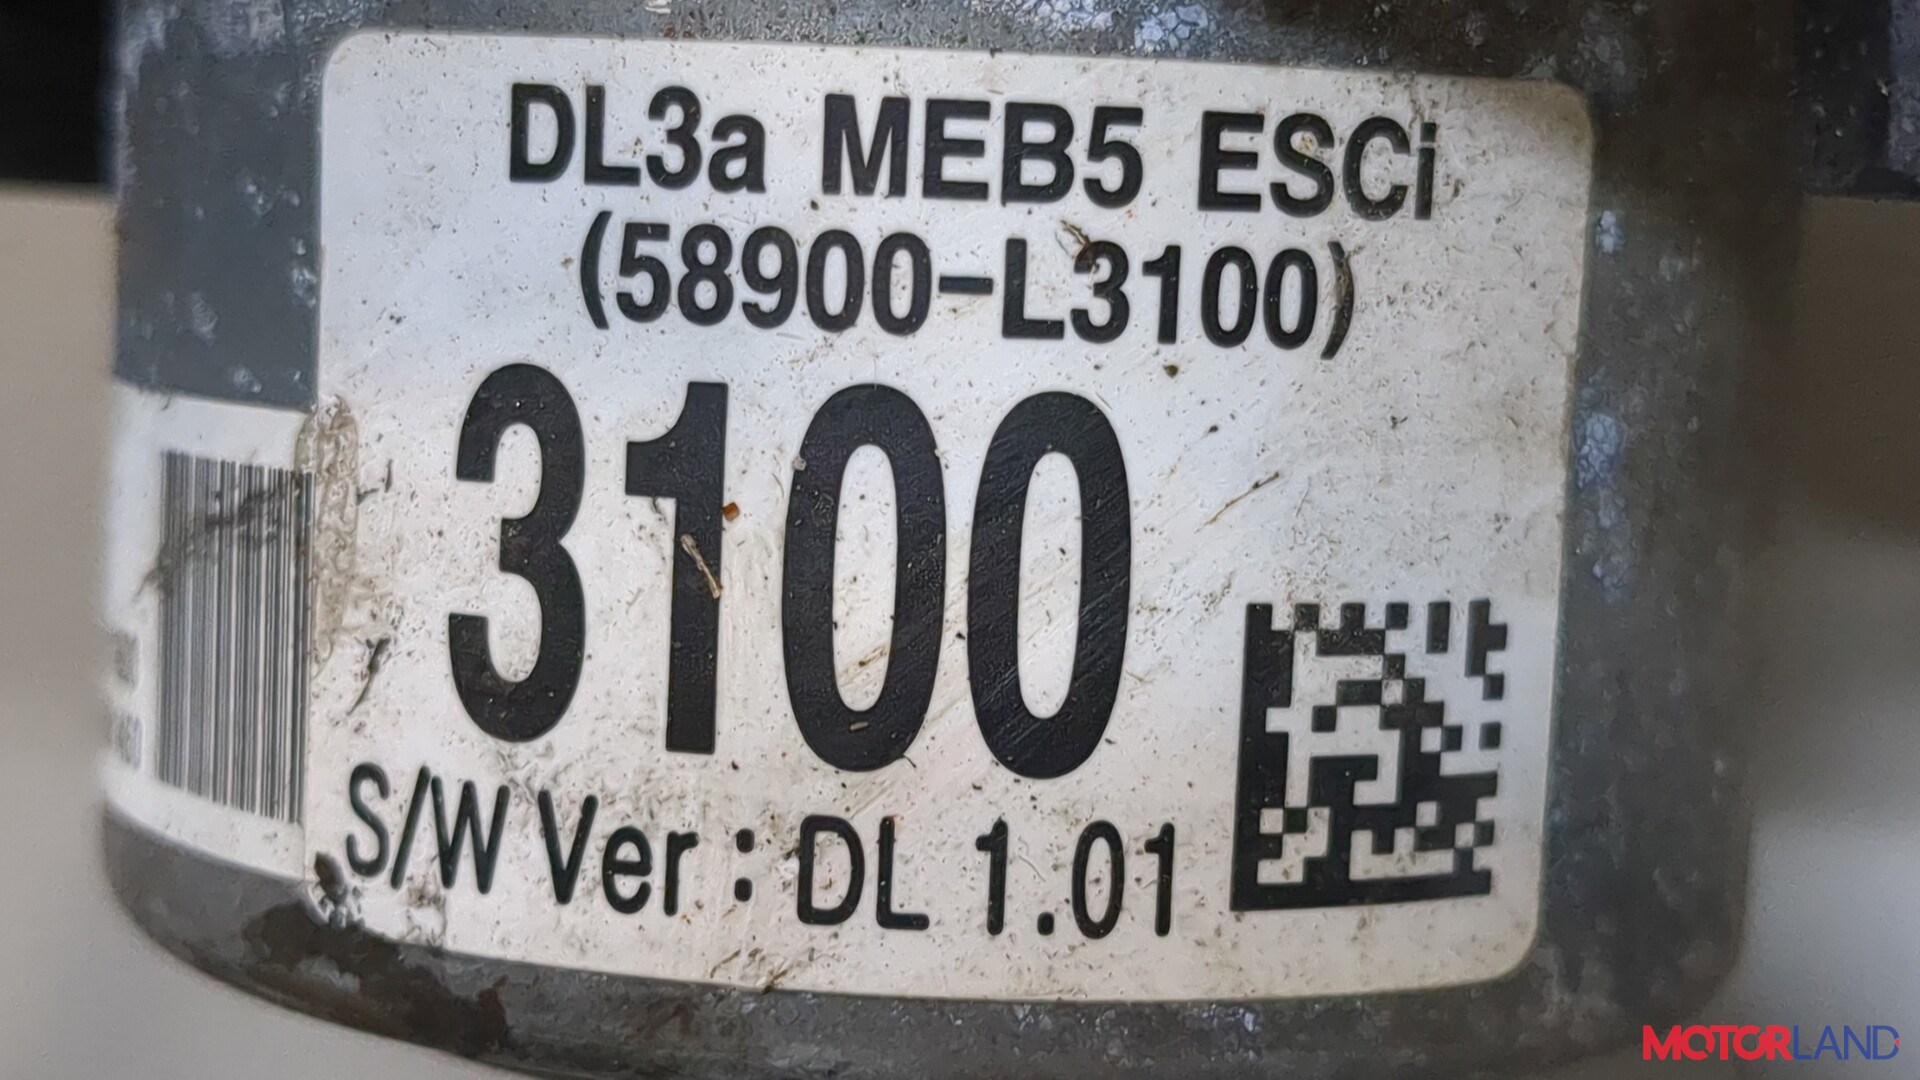 DL3a MEB5 ESCi
(58900-L3100)
3100
S/W Ver : DL 1.01
MOTORLAND